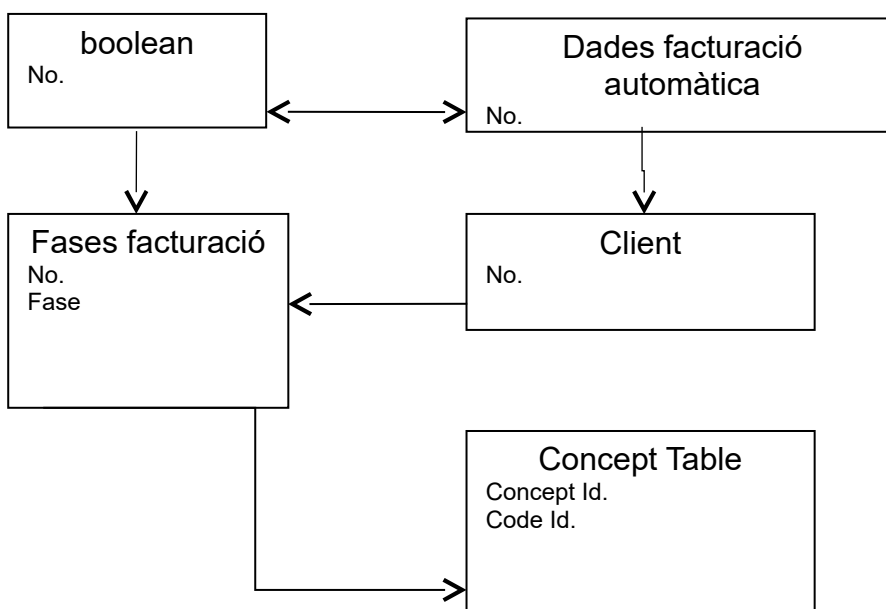 boolean
No.
Dades facturació
automàtica
No.
Fases facturació
No.
Fase
Client
No.
Concept Table
Concept Id.
Code Id.